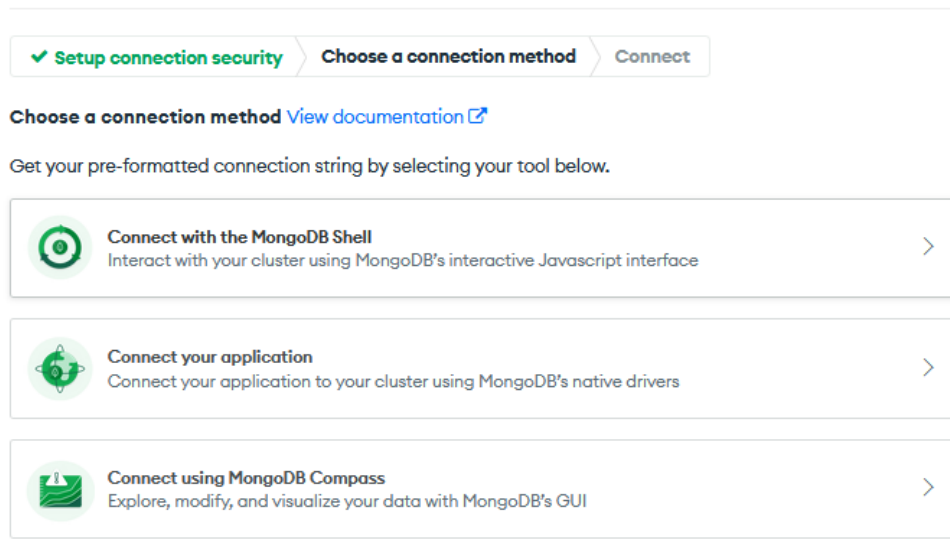 Setup connection security Choose a connection method Connect
Choose a connection method View documentation
Get your pre-formatted connection string by selecting your tool below.
Connect with the MongoDB Shell
Interact with your cluster using MongoDB's interactive Javascript interface
Connect your application
Connect your application to your cluster using MongoDB's native drivers
Connect using MongoDB Compass
Explore, modify, and visualize your data with MongoDB's GUI